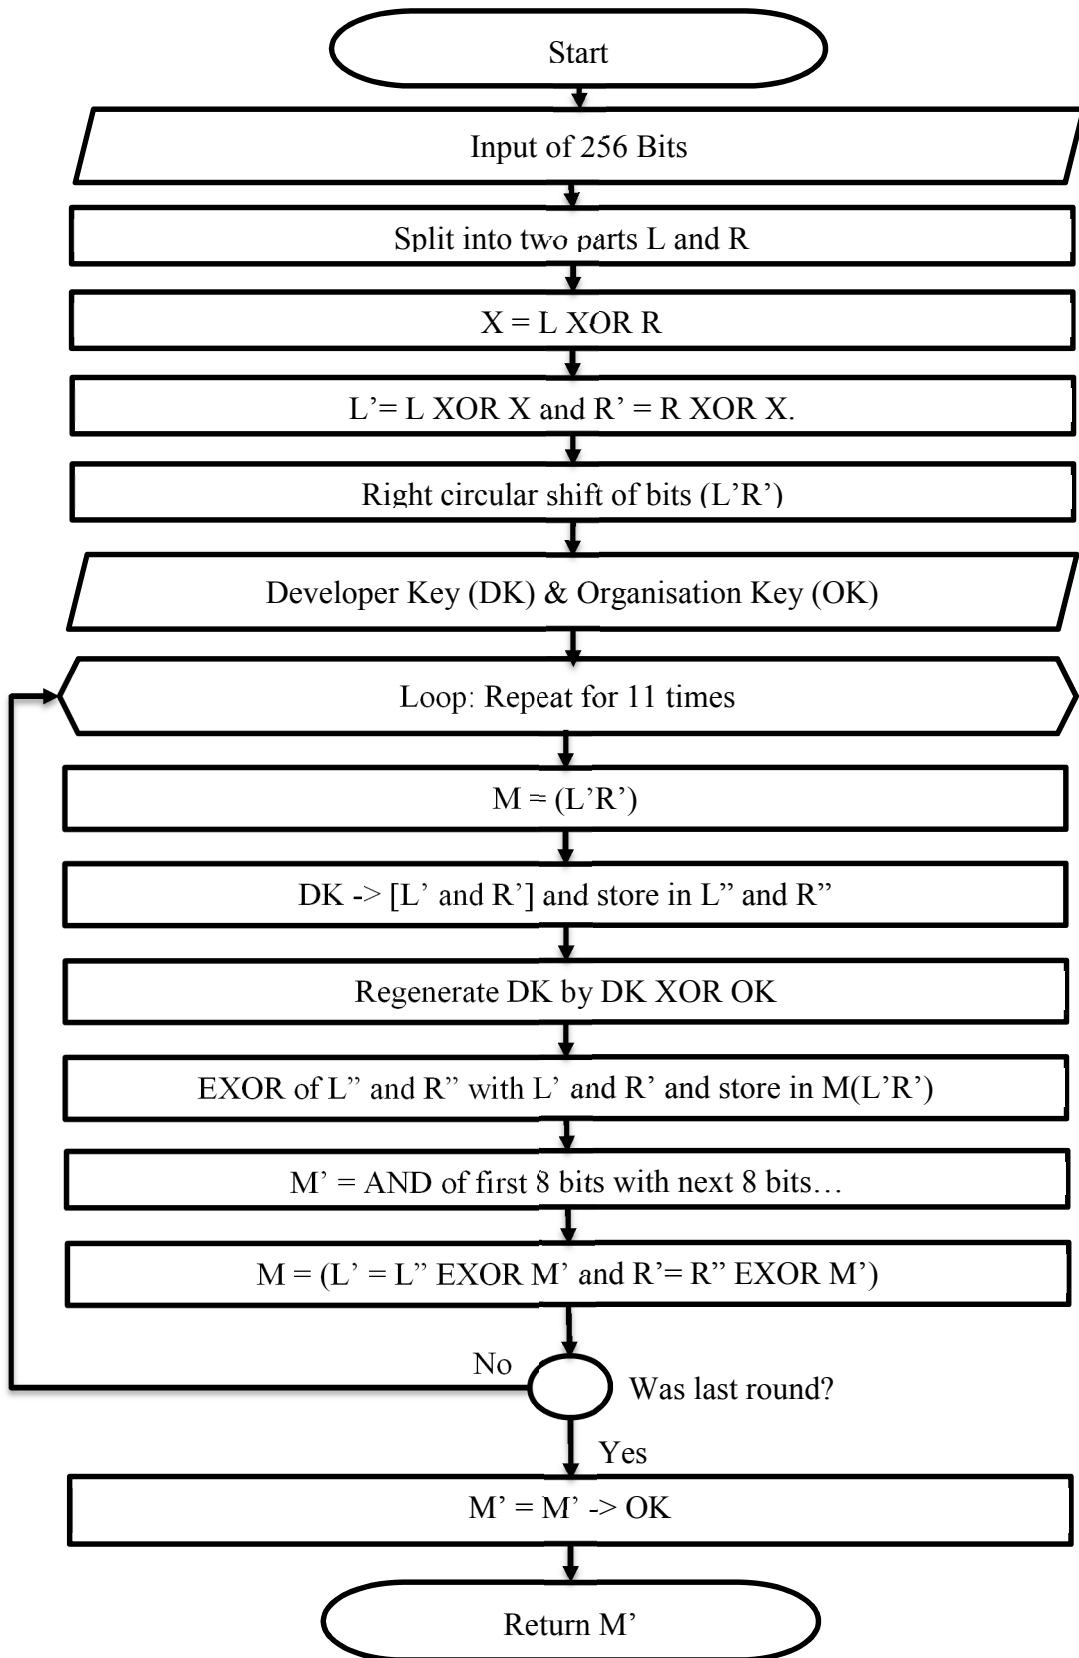 Start
Input of 256 Bits
Split into two parts L and R
X = L XOR R
L’= L XOR X and R’ = R XOR X.
Right circular shift of bits (L’R’)
Developer Key (DK) & Organisation Key (OK)
Loop: Repeat for 11 times
M = (L’R’)
DK -> [L’ and R’] and store in L” and R”
Regenerate DK by DK XOR OK
EXOR of L” and R” with L’ and R’ and store in M(L’R’)
M’ = AND of first 8 bits with next 8 bits…
M = (L’ = L” EXOR M’ and R’= R” EXOR M’)
No
Was last round?
Yes
M’ = M’ -> OK
Return M’